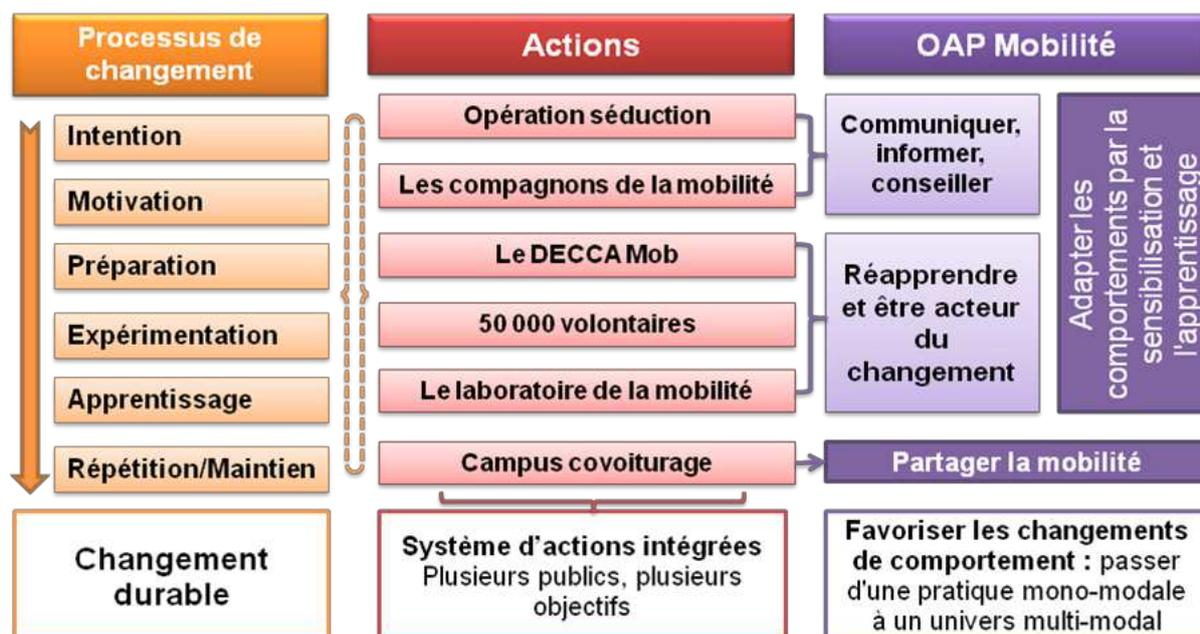 Processus de
changement
Intention
Motivation
Préparation
Expérimentation
Apprentissage
Répétition/Maintien
Changement
durable
Actions
Opération séduction
Les compagnons de la mobilité
Le DECCA Mob
50 000 volontaires
Le laboratoire de la mobilité
Campus covoiturage
Système d'actions intégrées
Plusieurs publics, plusieurs
objectifs
OAP Mobilité
Communiquer,
informer,
conseiller
Réapprendre
et être acteur
du
changement
Adapter les
comportements par la
sensibilisation et
l'apprentissage
Partager la mobilité
Favoriser les changements
de comportement : passer
d'une pratique mono-modale
à un univers multi-modal